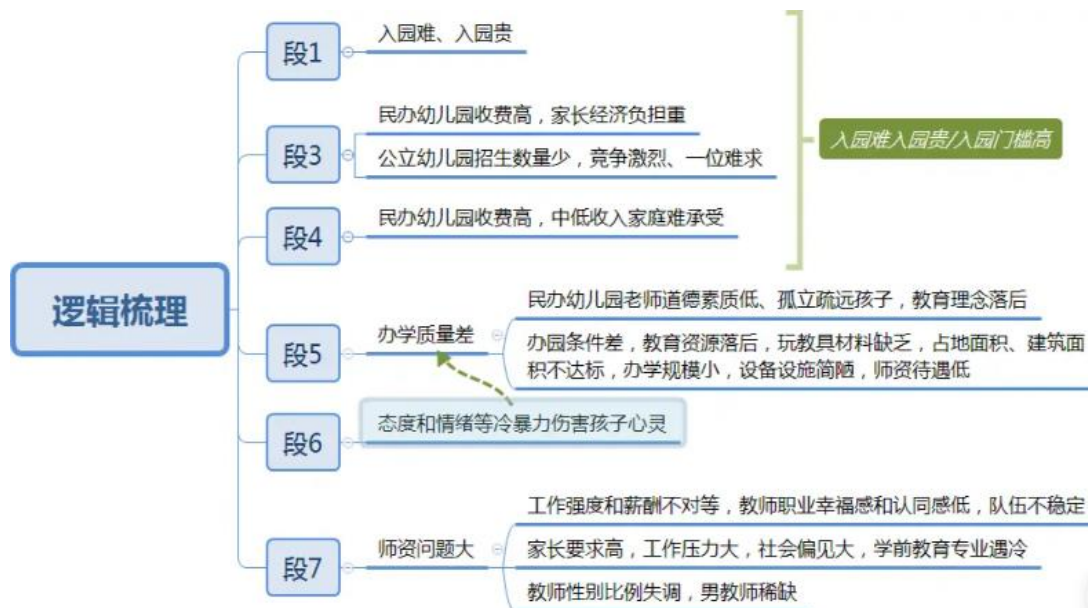 逻辑梳理
段1
入园难、入园贵
段3
民办幼儿园收费高，家长经济负担重
公立幼儿园招生数量少，竞争激烈、一位难求
段4
民办幼儿园收费高，中低收入家庭难承受
入园难入园贵/入园门槛高
段5
办学质量差
民办幼儿园老师道德素质低、孤立疏远孩子，教育理念落后
办园条件差，教育资源落后，玩教具材料缺乏，占地面积、建筑面
积不达标，办学规模小，设备设施简陋，师资待遇低
段6
态度和情绪等冷暴力伤害孩子心灵
段7
师资问题大
工作强度和薪酬不对等，教师职业幸福感和认同感低，队伍不稳定
家长要求高，工作压力大，社会偏见大，学前教育专业遇冷
教师性别比例失调，男教师稀缺